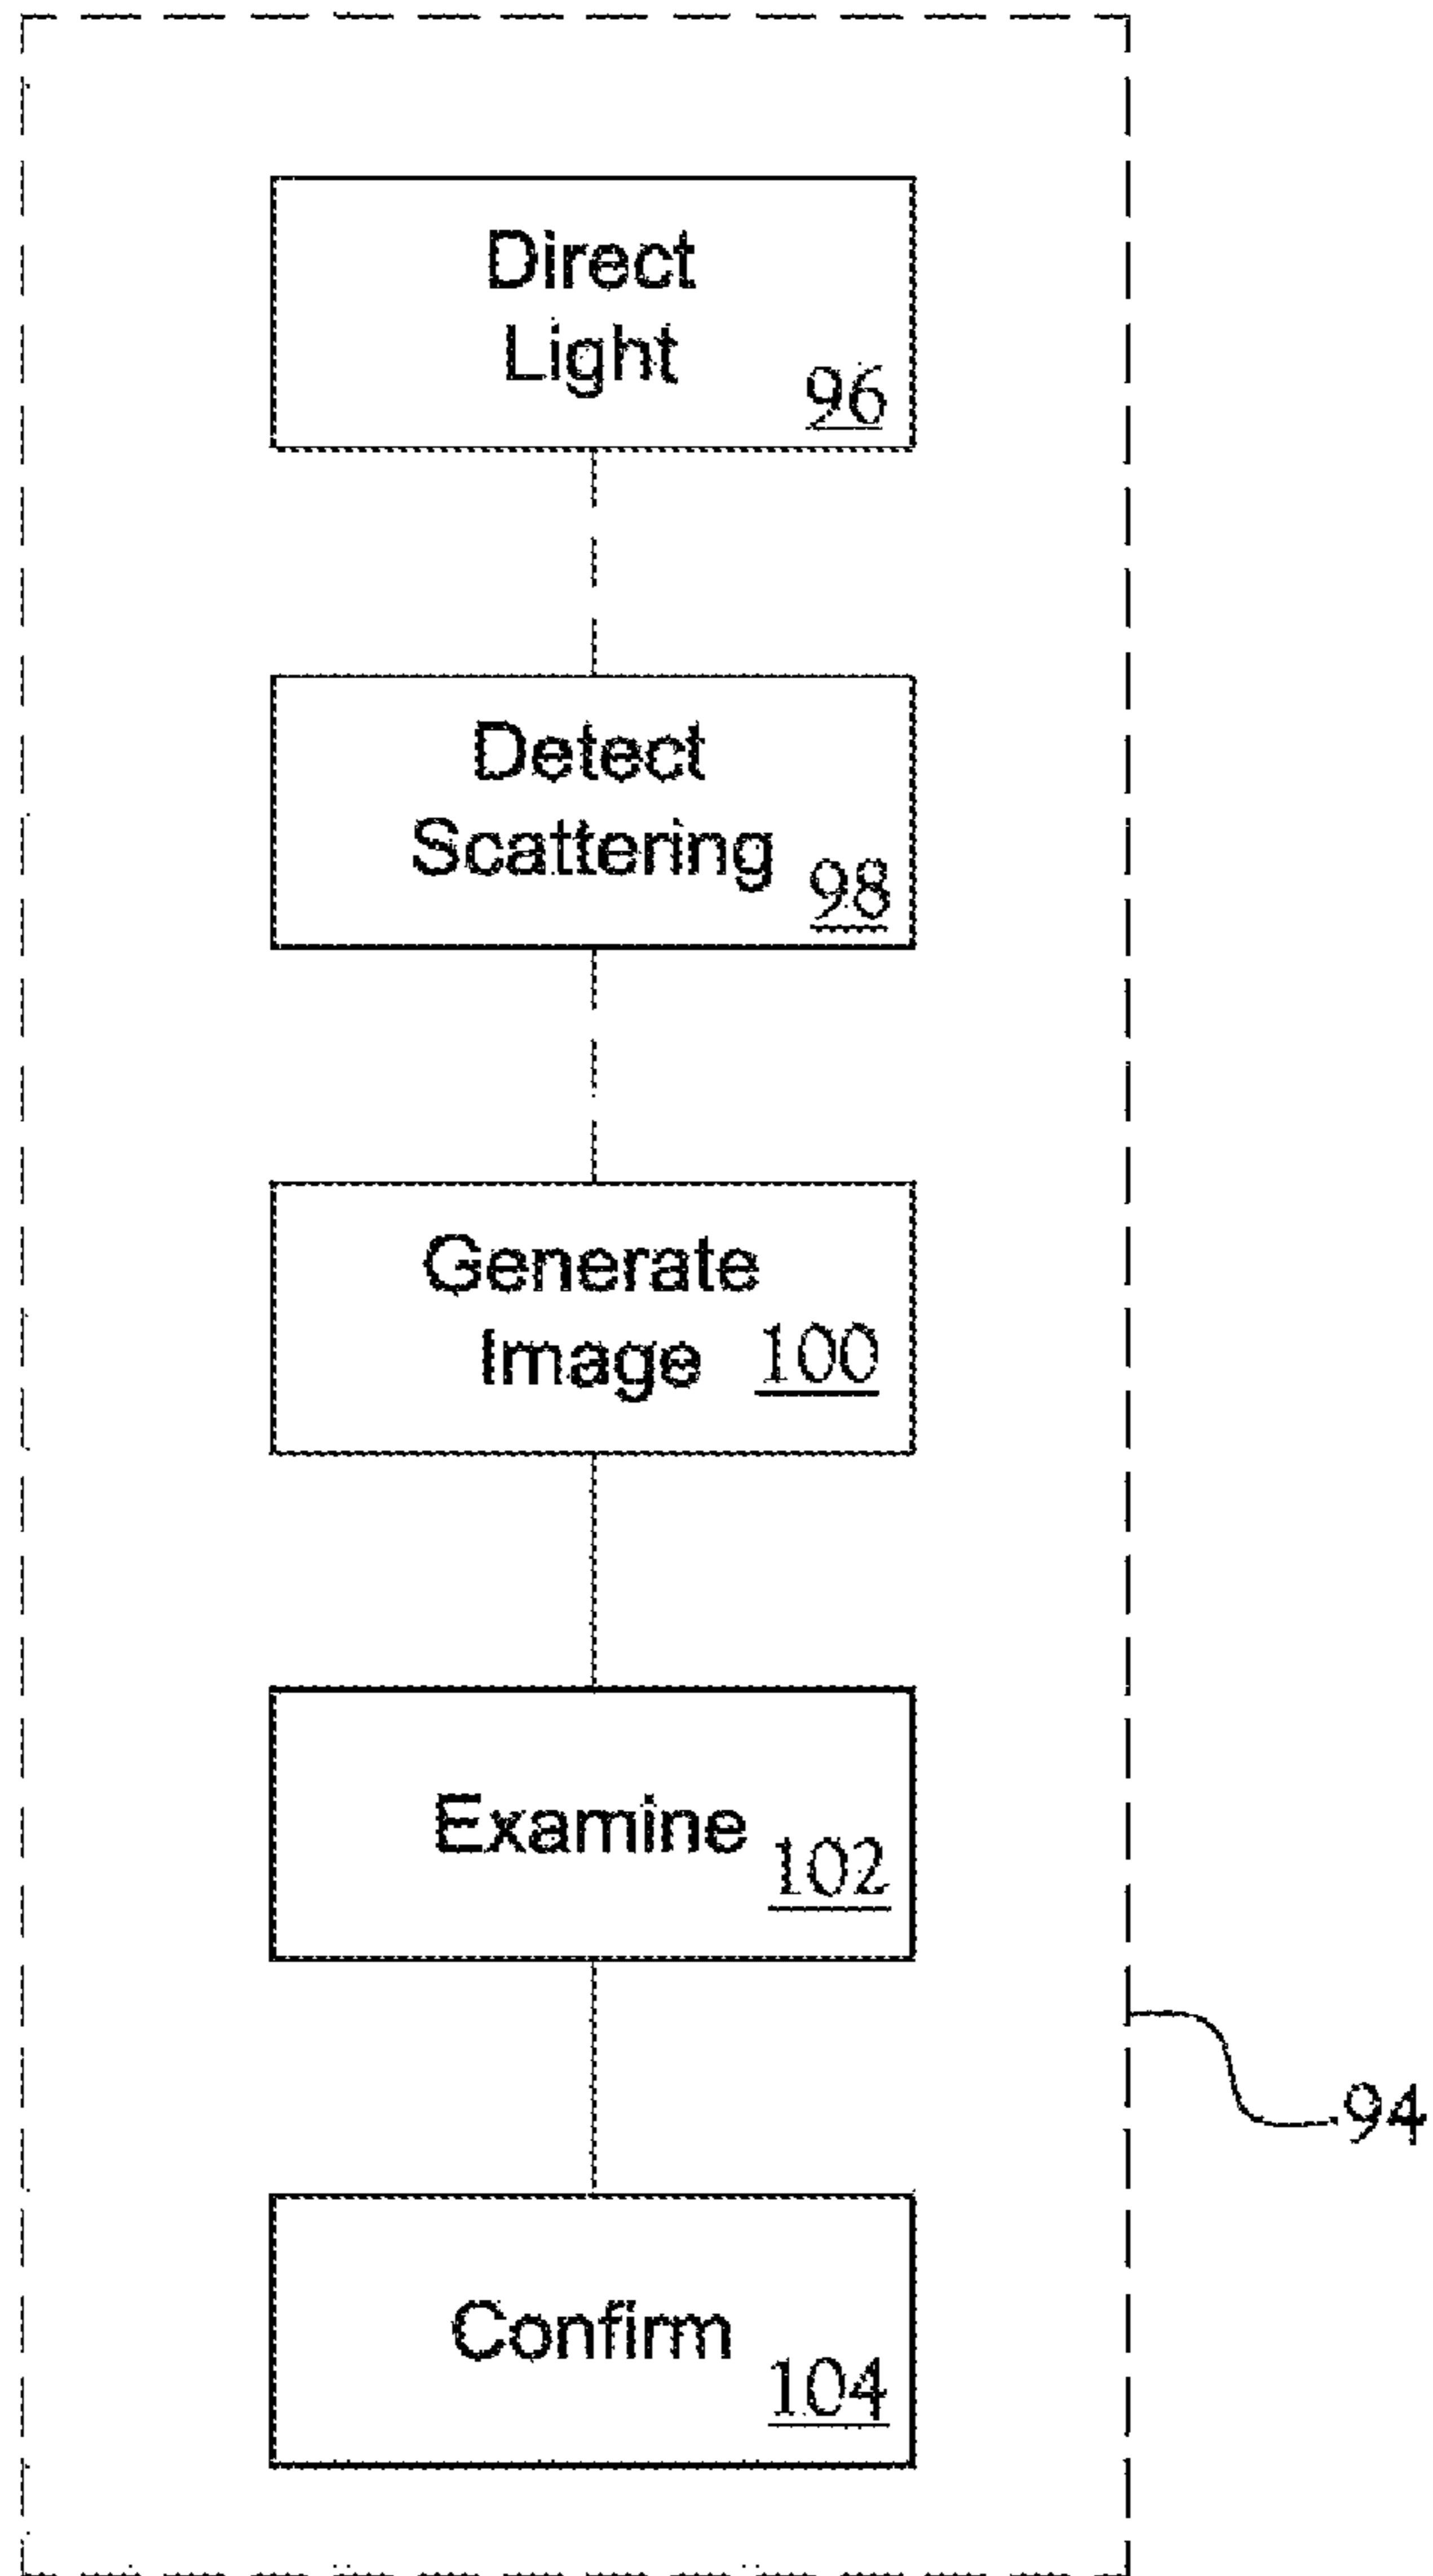 Direct
Light
96
Detect
Scattering
98
Generate
Image 100
Examine
102
94
Confirm
104